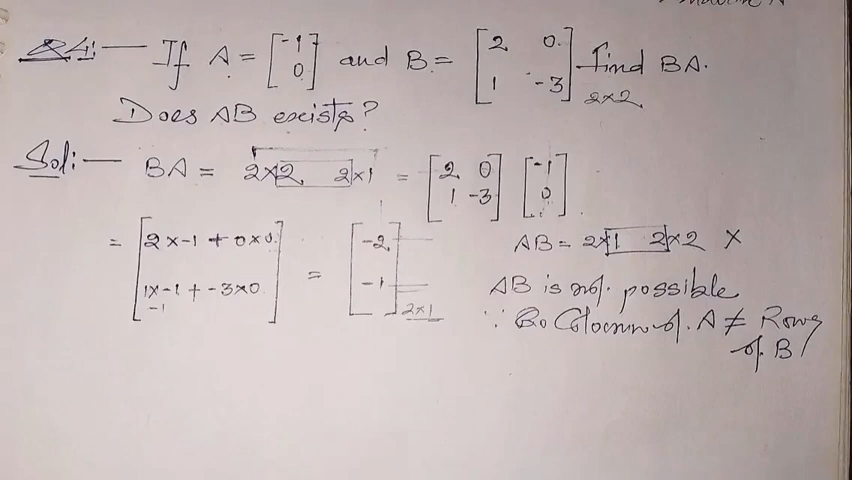 Q4:— If A = [-1 0] and B = [2 0 1 -3] find BA.
2×2
Does AB exists?
Sol:— BA = 2×2 2×1 = [2 0 1 -3] [-1 0]
= [2×-1 + 0×0 1×-1 + -3×0] = [-2 -1] 2×1
-1
AB = 2×1 2×2 ×
AB is not possible
∵ Column of A ≠ Rows
of B